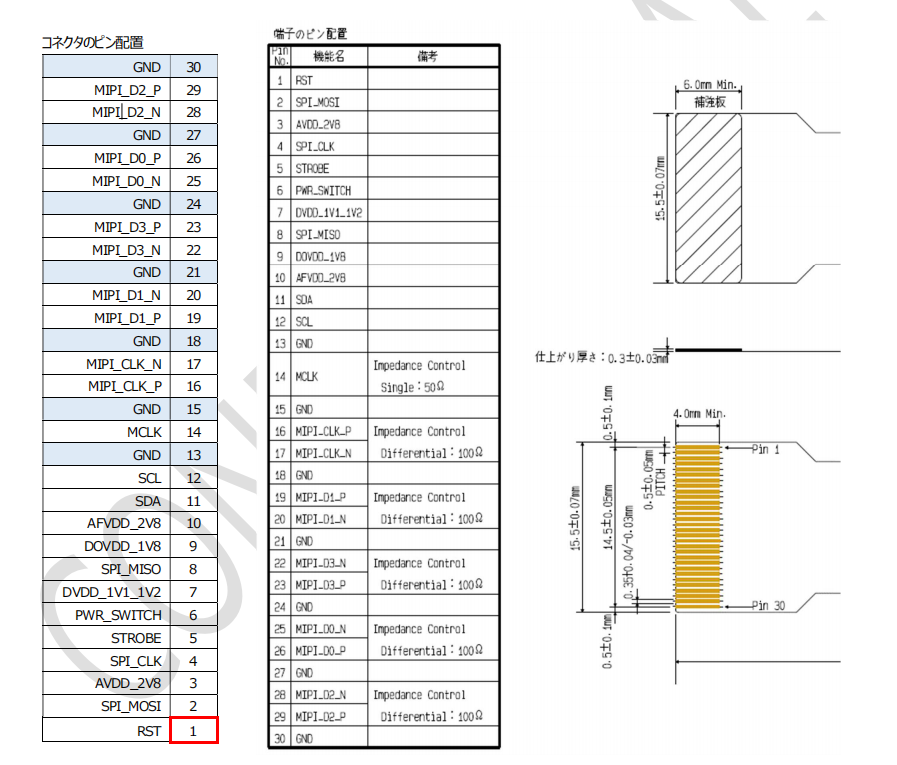 コネクタのピン配置
GND 30
MIPI_D2_P 29
MIPI_D2_N 28
GND 27
MIPI_D0_P 26
MIPI_D0_N 25
GND 24
MIPI_D3_P 23
MIPI_D3_N 22
GND 21
MIPI_D1_N 20
MIPI_D1_P 19
GND 18
MIPI_CLK_N 17
MIPI_CLK_P 16
GND 15
MCLK 14
GND 13
SCL 12
SDA 11
AFVDD_2V8 10
DOVDD_1V8 9
SPI_MISO 8
DVDD_1V1_1V2 7
PWR_SWITCH 6
STROBE 5
SPI_CLK 4
AVDD_2V8 3
SPI_MOSI 2
RST 1
端子のピン配置
Pin No. 機能名 備考
1 RST
2 SPI_MOSI
3 AVDD_2V8
4 SPI_CLK
5 STROBE
6 PWR_SWITCH
7 DVDD_1V1_1V2
8 SPI_MISO
9 DOVDD_1V8
10 AFVDD_2V8
11 SDA
12 SCL
13 GND
14 MCLK Impedance Control
Single:50Ω
15 GND
16 MIPI_CLK_P Impedance Control
17 MIPI_CLK_N Differential:100Ω
18 GND
19 MIPI_D1_P Impedance Control
20 MIPI_D1_N Differential:100Ω
21 GND
22 MIPI_D3_N Impedance Control
23 MIPI_D3_P Differential:100Ω
24 GND
25 MIPI_D0_N Impedance Control
26 MIPI_D0_P Differential:100Ω
27 GND
28 MIPI_D2_N Impedance Control
29 MIPI_D2_P Differential:100Ω
30 GND
6.0mm Min.
補強板
15.5±0.07mm
仕上がり厚さ:0.3±0.03mm
0.5±0.1mm
4.0mm Min.
Pin 1
0.5±0.05mm
PITCH
15.5±0.07mm
14.5±0.05mm
0.35+0.04/-0.03mm
Pin 30
0.5±0.1mm